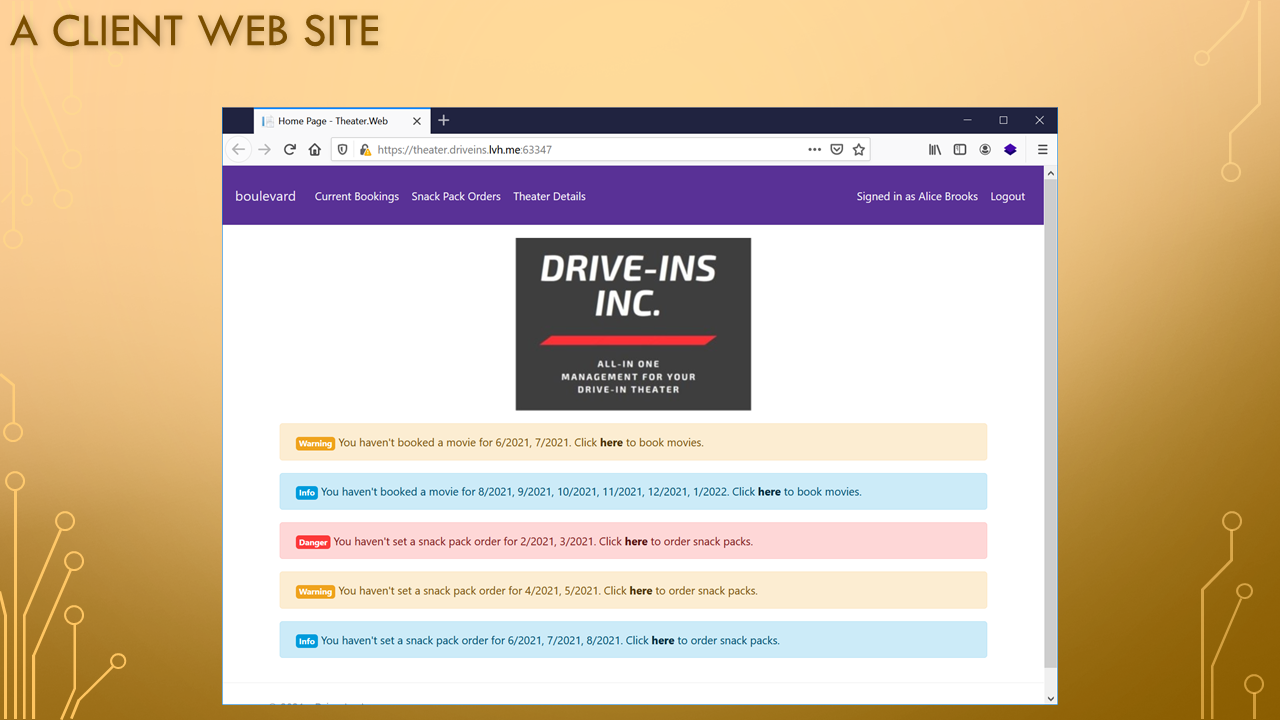 A CLIENT WEB SITE
Home Page - Theater.Web
https://theater.driveins.lvh.me:63347
boulevard Current Bookings Snack Pack Orders Theater Details Signed in as Alice Brooks Logout
DRIVE-INS
INC.
ALL-IN ONE
MANAGEMENT FOR YOUR
DRIVE-IN THEATER
Warning You haven't booked a movie for 6/2021, 7/2021. Click here to book movies.
Info You haven't booked a movie for 8/2021, 9/2021, 10/2021, 11/2021, 12/2021, 1/2022. Click here to book movies.
Danger You haven't set a snack pack order for 2/2021, 3/2021. Click here to order snack packs.
Warning You haven't set a snack pack order for 4/2021, 5/2021. Click here to order snack packs.
Info You haven't set a snack pack order for 6/2021, 7/2021, 8/2021. Click here to order snack packs.